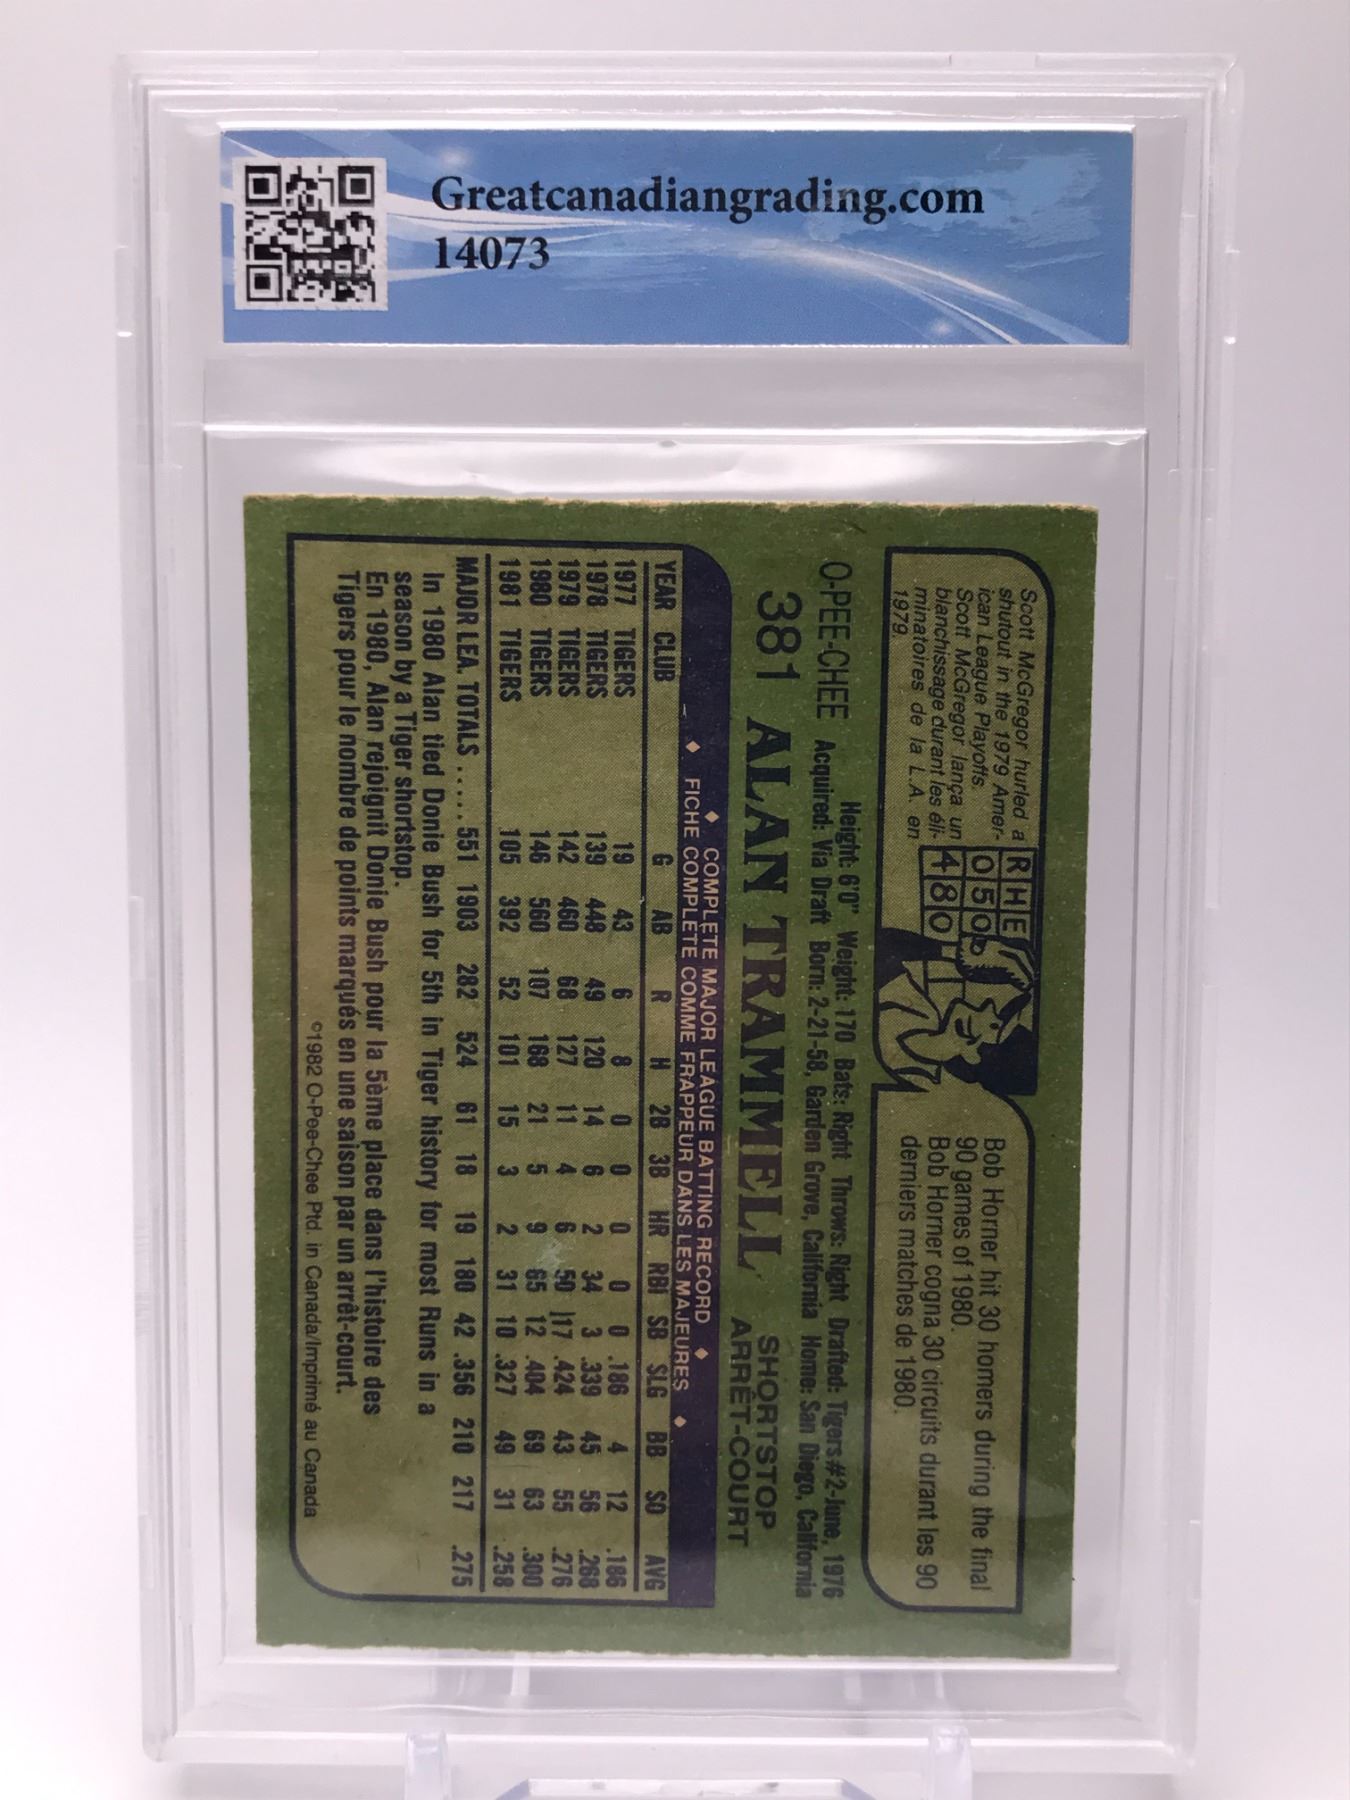 Greatcanadiangrading.com
14073
Scott McGregor hurled a
shutout in the 1979 Amer-
ican League Playoffs.
Scott McGregor lança un
blanchissage durant les éli-
minatoires de la L.A. en
1979.
R H E
0 5 0
4 8 0
Bob Horner hit 30 homers during the final
90 games of 1980.
Bob Horner cogna 30 circuits durant les 90
derniers matches de 1980.
O-PEE-CHEE
381
Height: 6'0" Weight: 170 Bats: Right Throws: Right Drafted: Tigers #2-June, 1976
Acquired: Via Draft Born: 2-21-58, Garden Grove, California Home: San Diego, California
ALAN TRAMMELL
SHORTSTOP
ARRÊT-COURT
♦ COMPLETE MAJOR LEAGUE BATTING RECORD ♦
♦ FICHE COMPLÈTE COMME FRAPPEUR DANS LES MAJEURES ♦
YEAR CLUB G AB R H 2B 3B HR RBI SB SLG BB SO AVG
1977 TIGERS 19 43 6 8 0 0 0 0 0 .186 4 12 .186
1978 TIGERS 139 448 49 120 14 6 2 34 3 .339 45 56 .268
1979 TIGERS 142 460 68 127 11 4 6 50 17 .424 43 55 .276
1980 TIGERS 146 560 107 168 21 5 9 65 12 .404 69 63 .300
1981 TIGERS 105 392 52 101 15 3 2 31 10 .327 49 31 .258
MAJOR LEA. TOTALS ..... 551 1903 282 524 61 18 19 180 42 .356 210 217 .275
In 1980 Alan tied Donie Bush for 5th in Tiger history for most Runs in a
season by a Tiger shortstop.
En 1980, Alan rejoignit Donie Bush pour la 5ème place dans l'histoire des
Tigers pour le nombre de points marqués en une saison par un arrêt-court.
©1982 O-Pee-Chee Ptd. in Canada/Imprimé au Canada